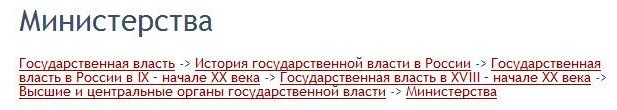 Министерства
Государственная власть -> История государственной власти в России -> Государственная
власть в России в IX – начале XX века -> Государственная власть в XVIII – начале XX века ->
Высшие и центральные органы государственной власти -> Министерства